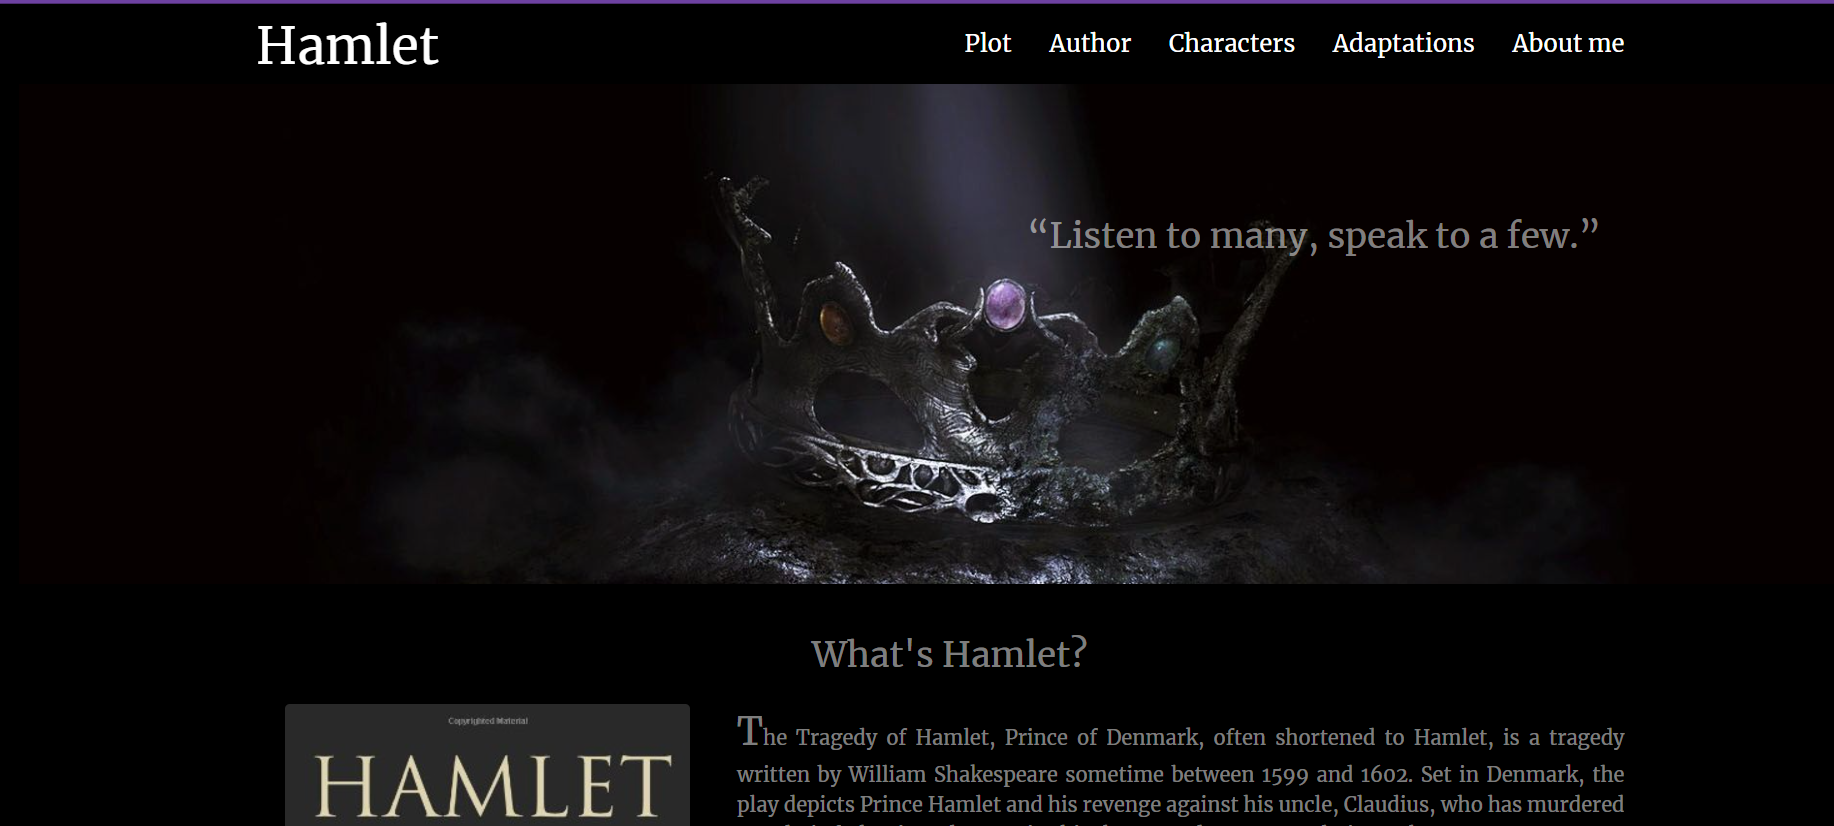 Hamlet
Plot Author Characters Adaptations About me
“Listen to many, speak to a few.”
What's Hamlet?
Copyrighted Material
HAMLET
The Tragedy of Hamlet, Prince of Denmark, often shortened to Hamlet, is a tragedy
written by William Shakespeare sometime between 1599 and 1602. Set in Denmark, the
play depicts Prince Hamlet and his revenge against his uncle, Claudius, who has murdered